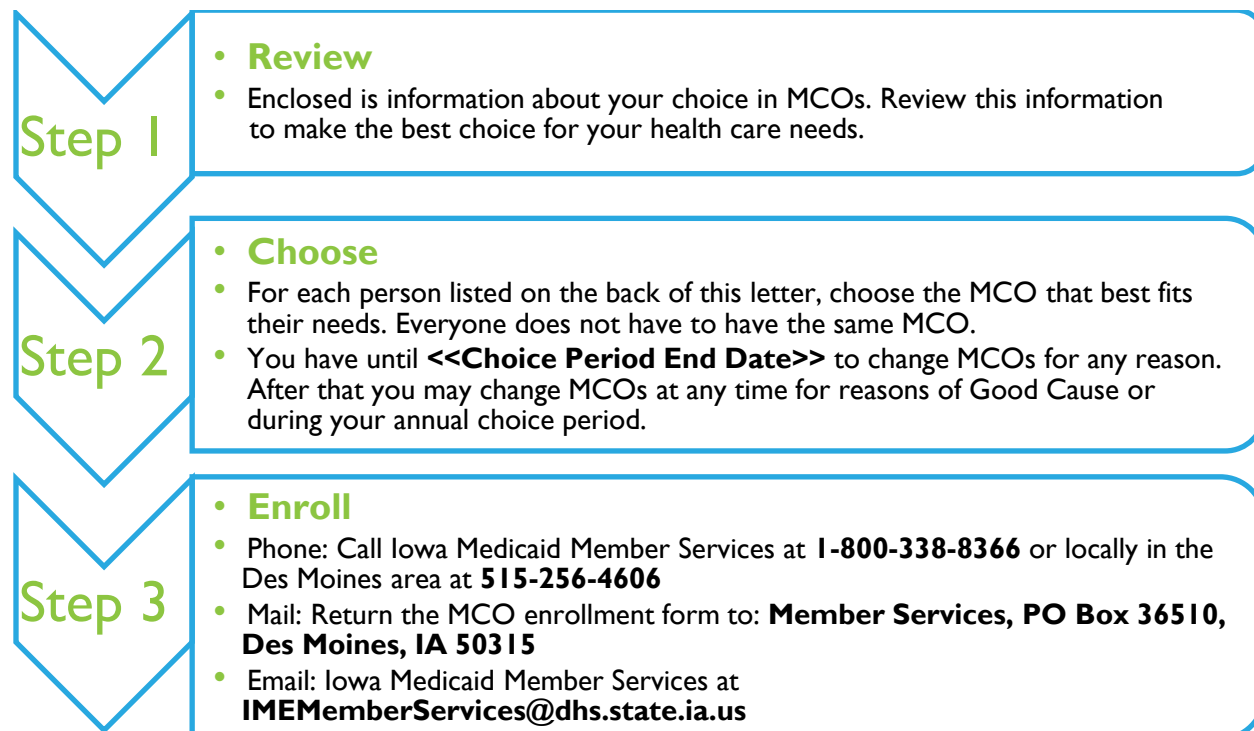 Step 1
• Review
• Enclosed is information about your choice in MCOs. Review this information
to make the best choice for your health care needs.
Step 2
• Choose
• For each person listed on the back of this letter, choose the MCO that best fits
their needs. Everyone does not have to have the same MCO.
• You have until <<Choice Period End Date>> to change MCOs for any reason.
After that you may change MCOs at any time for reasons of Good Cause or
during your annual choice period.
Step 3
• Enroll
• Phone: Call Iowa Medicaid Member Services at 1-800-338-8366 or locally in the
Des Moines area at 515-256-4606
• Mail: Return the MCO enrollment form to: Member Services, PO Box 36510,
Des Moines, IA 50315
• Email: Iowa Medicaid Member Services at
IMEMemberServices@dhs.state.ia.us